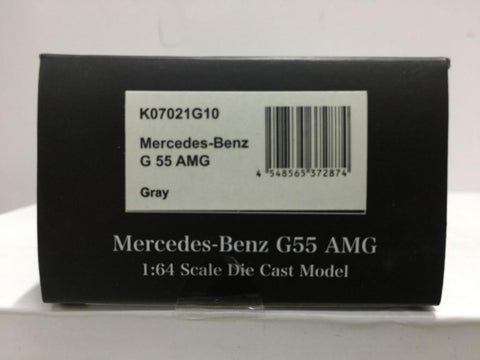 K07021G10
Mercedes-Benz
G 55 AMG
Gray
4 548565 372874
Mercedes-Benz G55 AMG
1:64 Scale Die Cast Model